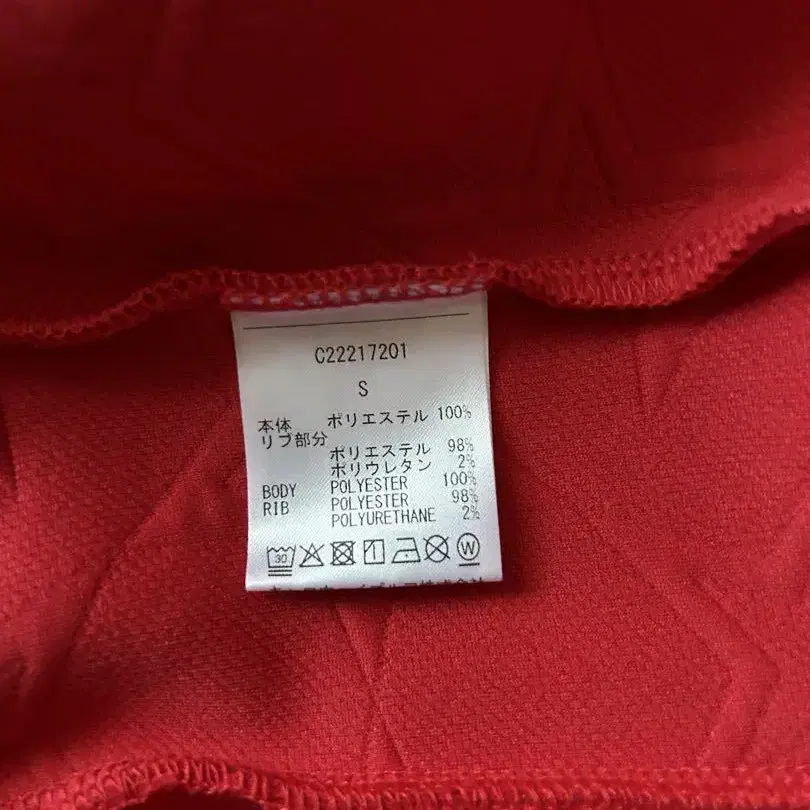 C22217201
S
本体 ポリエステル 100%
リブ部分
ポリエステル 98%
ポリウレタン 2%
BODY POLYESTER 100%
RIB POLYESTER 98%
POLYURETHANE 2%
30 W